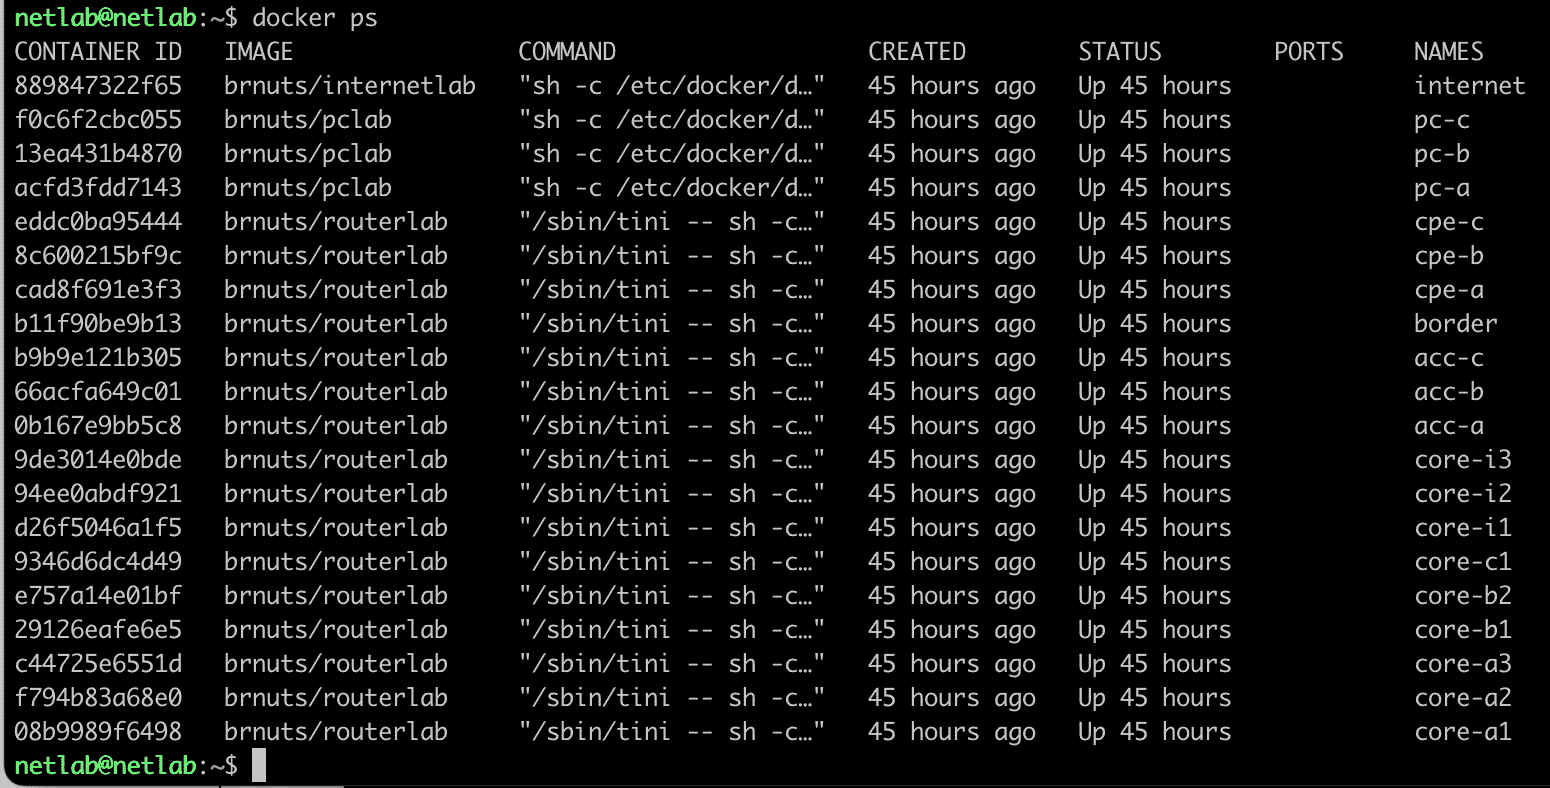 netlab@netlab:~$ docker ps
CONTAINER ID   IMAGE                COMMAND                  CREATED        STATUS        PORTS     NAMES
889847322f65   brnuts/internetlab   "sh -c /etc/docker/d…"   45 hours ago   Up 45 hours             internet
f0c6f2cbc055   brnuts/pclab         "sh -c /etc/docker/d…"   45 hours ago   Up 45 hours             pc-c
13ea431b4870   brnuts/pclab         "sh -c /etc/docker/d…"   45 hours ago   Up 45 hours             pc-b
acfd3fdd7143   brnuts/pclab         "sh -c /etc/docker/d…"   45 hours ago   Up 45 hours             pc-a
eddc0ba95444   brnuts/routerlab     "/sbin/tini -- sh -c…"   45 hours ago   Up 45 hours             cpe-c
8c600215bf9c   brnuts/routerlab     "/sbin/tini -- sh -c…"   45 hours ago   Up 45 hours             cpe-b
cad8f691e3f3   brnuts/routerlab     "/sbin/tini -- sh -c…"   45 hours ago   Up 45 hours             cpe-a
b11f90be9b13   brnuts/routerlab     "/sbin/tini -- sh -c…"   45 hours ago   Up 45 hours             border
b9b9e121b305   brnuts/routerlab     "/sbin/tini -- sh -c…"   45 hours ago   Up 45 hours             acc-c
66acfa649c01   brnuts/routerlab     "/sbin/tini -- sh -c…"   45 hours ago   Up 45 hours             acc-b
0b167e9bb5c8   brnuts/routerlab     "/sbin/tini -- sh -c…"   45 hours ago   Up 45 hours             acc-a
9de3014e0bde   brnuts/routerlab     "/sbin/tini -- sh -c…"   45 hours ago   Up 45 hours             core-i3
94ee0abdf921   brnuts/routerlab     "/sbin/tini -- sh -c…"   45 hours ago   Up 45 hours             core-i2
d26f5046a1f5   brnuts/routerlab     "/sbin/tini -- sh -c…"   45 hours ago   Up 45 hours             core-i1
9346d6dc4d49   brnuts/routerlab     "/sbin/tini -- sh -c…"   45 hours ago   Up 45 hours             core-c1
e757a14e01bf   brnuts/routerlab     "/sbin/tini -- sh -c…"   45 hours ago   Up 45 hours             core-b2
29126eafe6e5   brnuts/routerlab     "/sbin/tini -- sh -c…"   45 hours ago   Up 45 hours             core-b1
c44725e6551d   brnuts/routerlab     "/sbin/tini -- sh -c…"   45 hours ago   Up 45 hours             core-a3
f794b83a68e0   brnuts/routerlab     "/sbin/tini -- sh -c…"   45 hours ago   Up 45 hours             core-a2
08b9989f6498   brnuts/routerlab     "/sbin/tini -- sh -c…"   45 hours ago   Up 45 hours             core-a1
netlab@netlab:~$